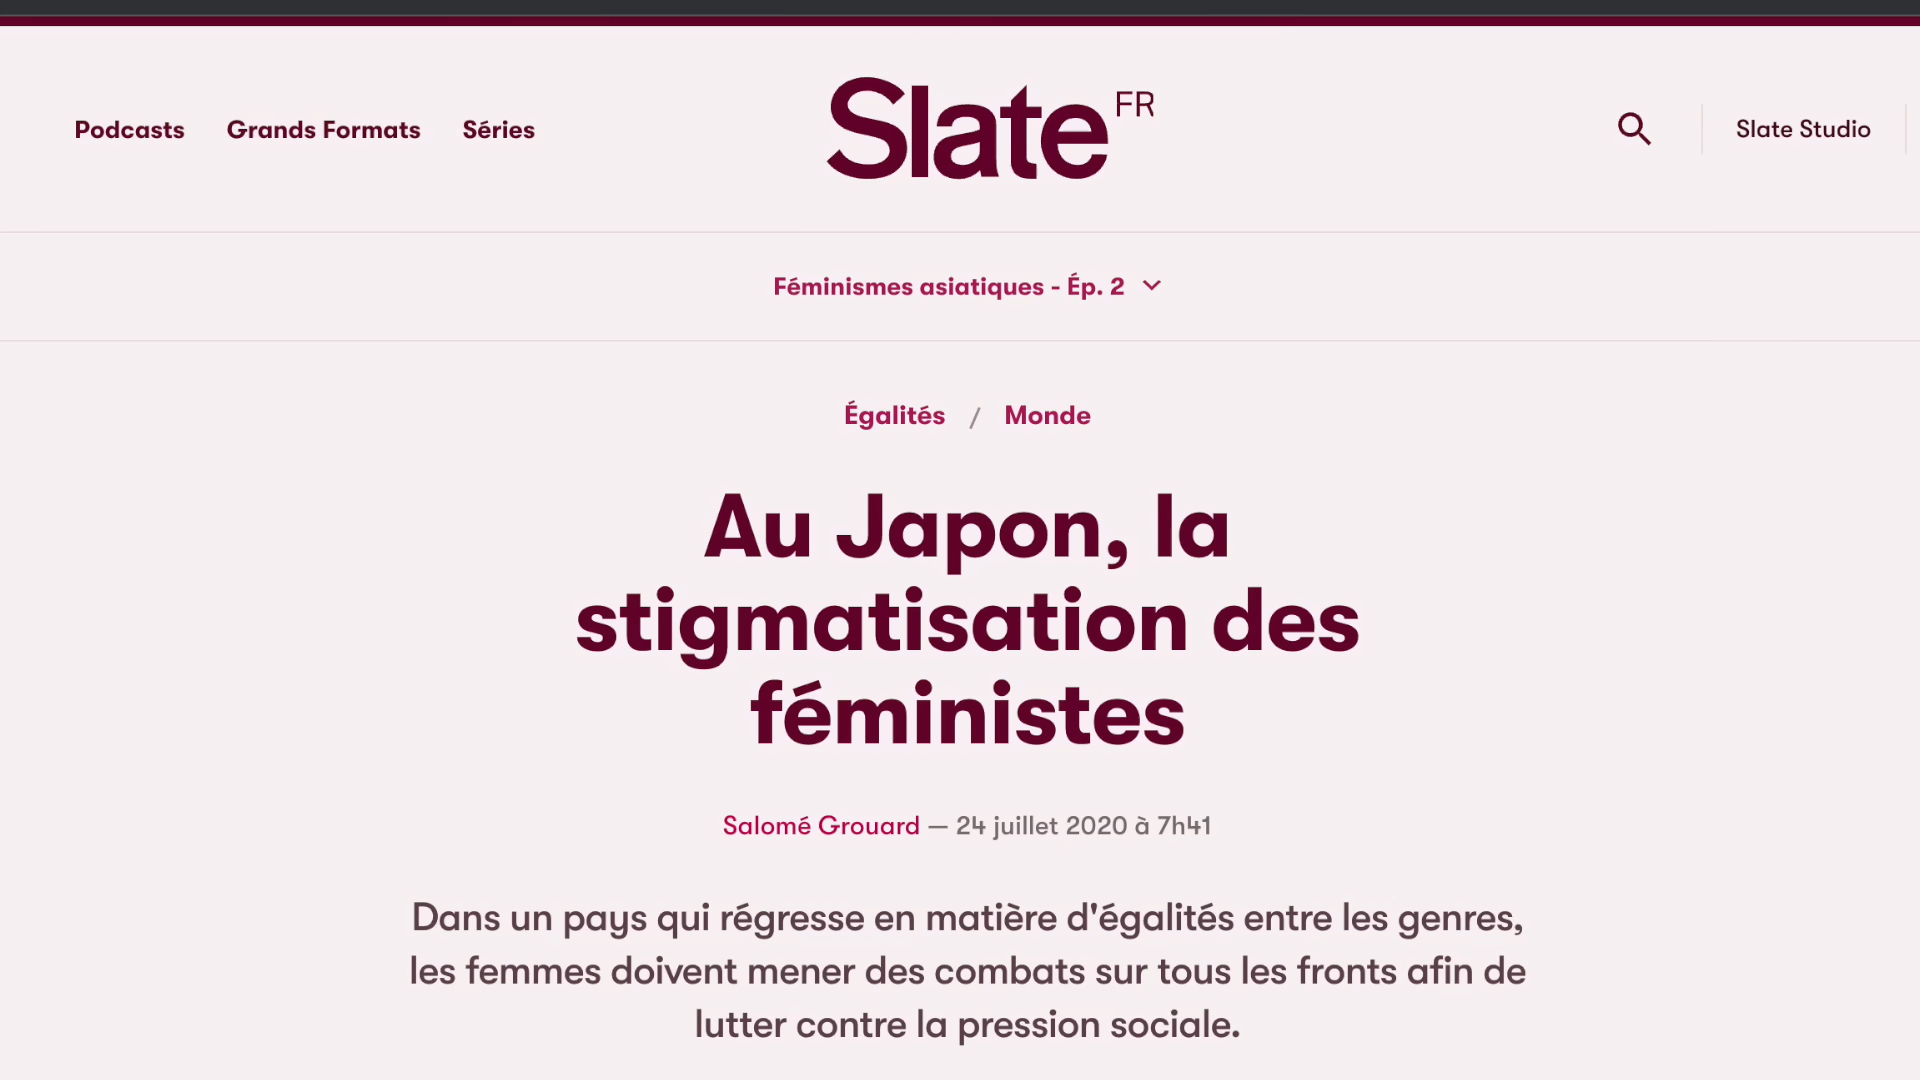 Podcasts Grands Formats Séries
Slate FR
Slate Studio
Féminismes asiatiques - Ép. 2
Égalités / Monde
Au Japon, la
stigmatisation des
féministes
Salomé Grouard — 24 juillet 2020 à 7h41
Dans un pays qui régresse en matière d'égalités entre les genres,
les femmes doivent mener des combats sur tous les fronts afin de
lutter contre la pression sociale.